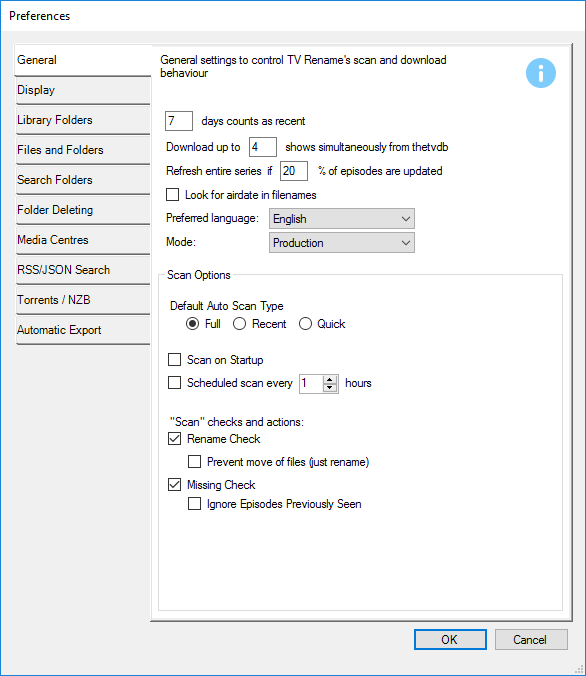 Preferences
General
Display
Library Folders
Files and Folders
Search Folders
Folder Deleting
Media Centres
RSS/JSON Search
Torrents / NZB
Automatic Export
General settings to control TV Rename's scan and download
behaviour
i
7 days counts as recent
Download up to 4 shows simultaneously from thetvdb
Refresh entire series if 20 % of episodes are updated
Look for airdate in filenames
Preferred language: English
Mode: Production
Scan Options
Default Auto Scan Type
Full Recent Quick
Scan on Startup
Scheduled scan every 1 hours
"Scan" checks and actions:
Rename Check
Prevent move of files (just rename)
Missing Check
Ignore Episodes Previously Seen
OK Cancel